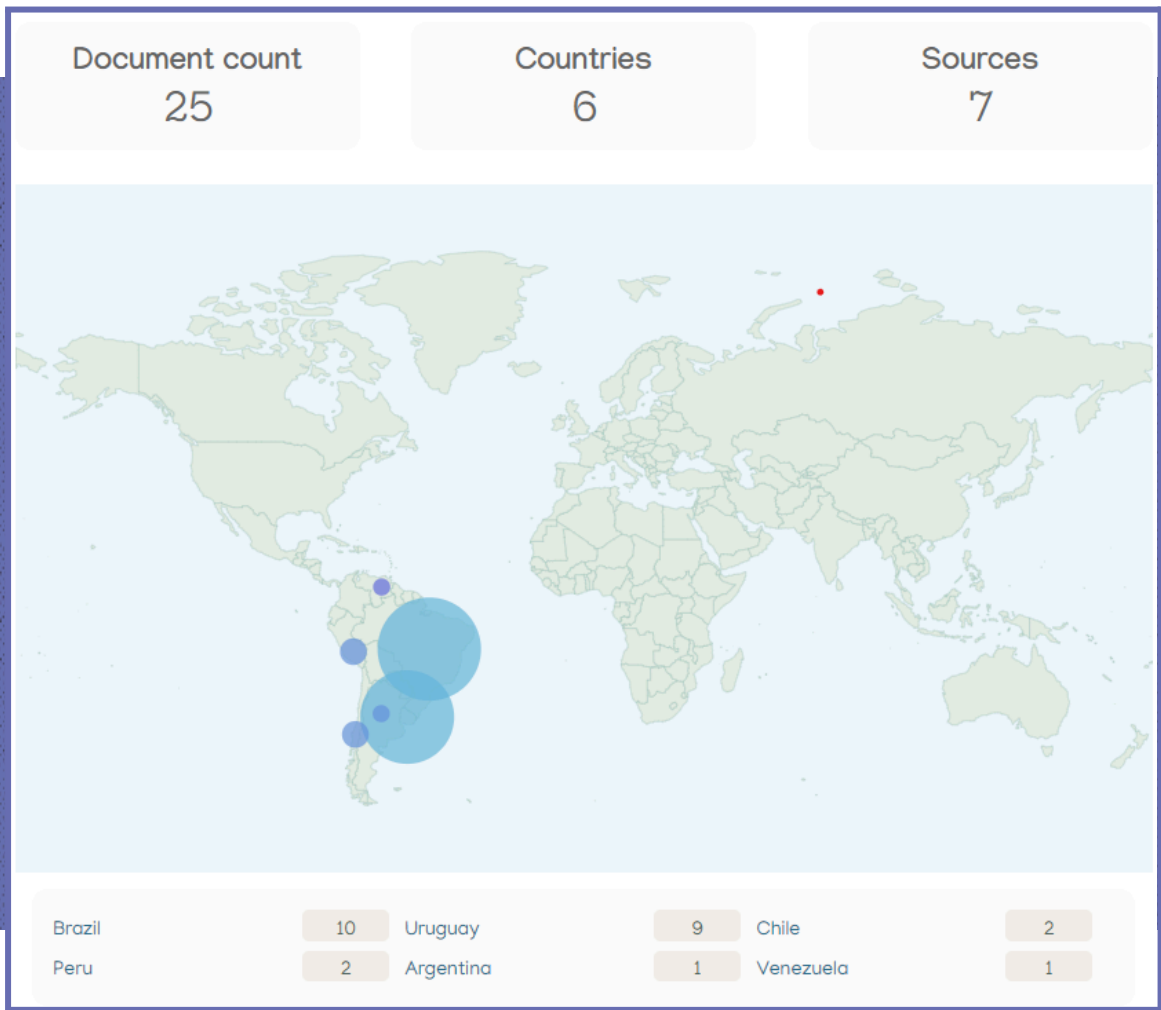 Document count Countries Sources
25 6 7
Brazil 10 Uruguay 9 Chile 2
Peru 2 Argentina 1 Venezuela 1